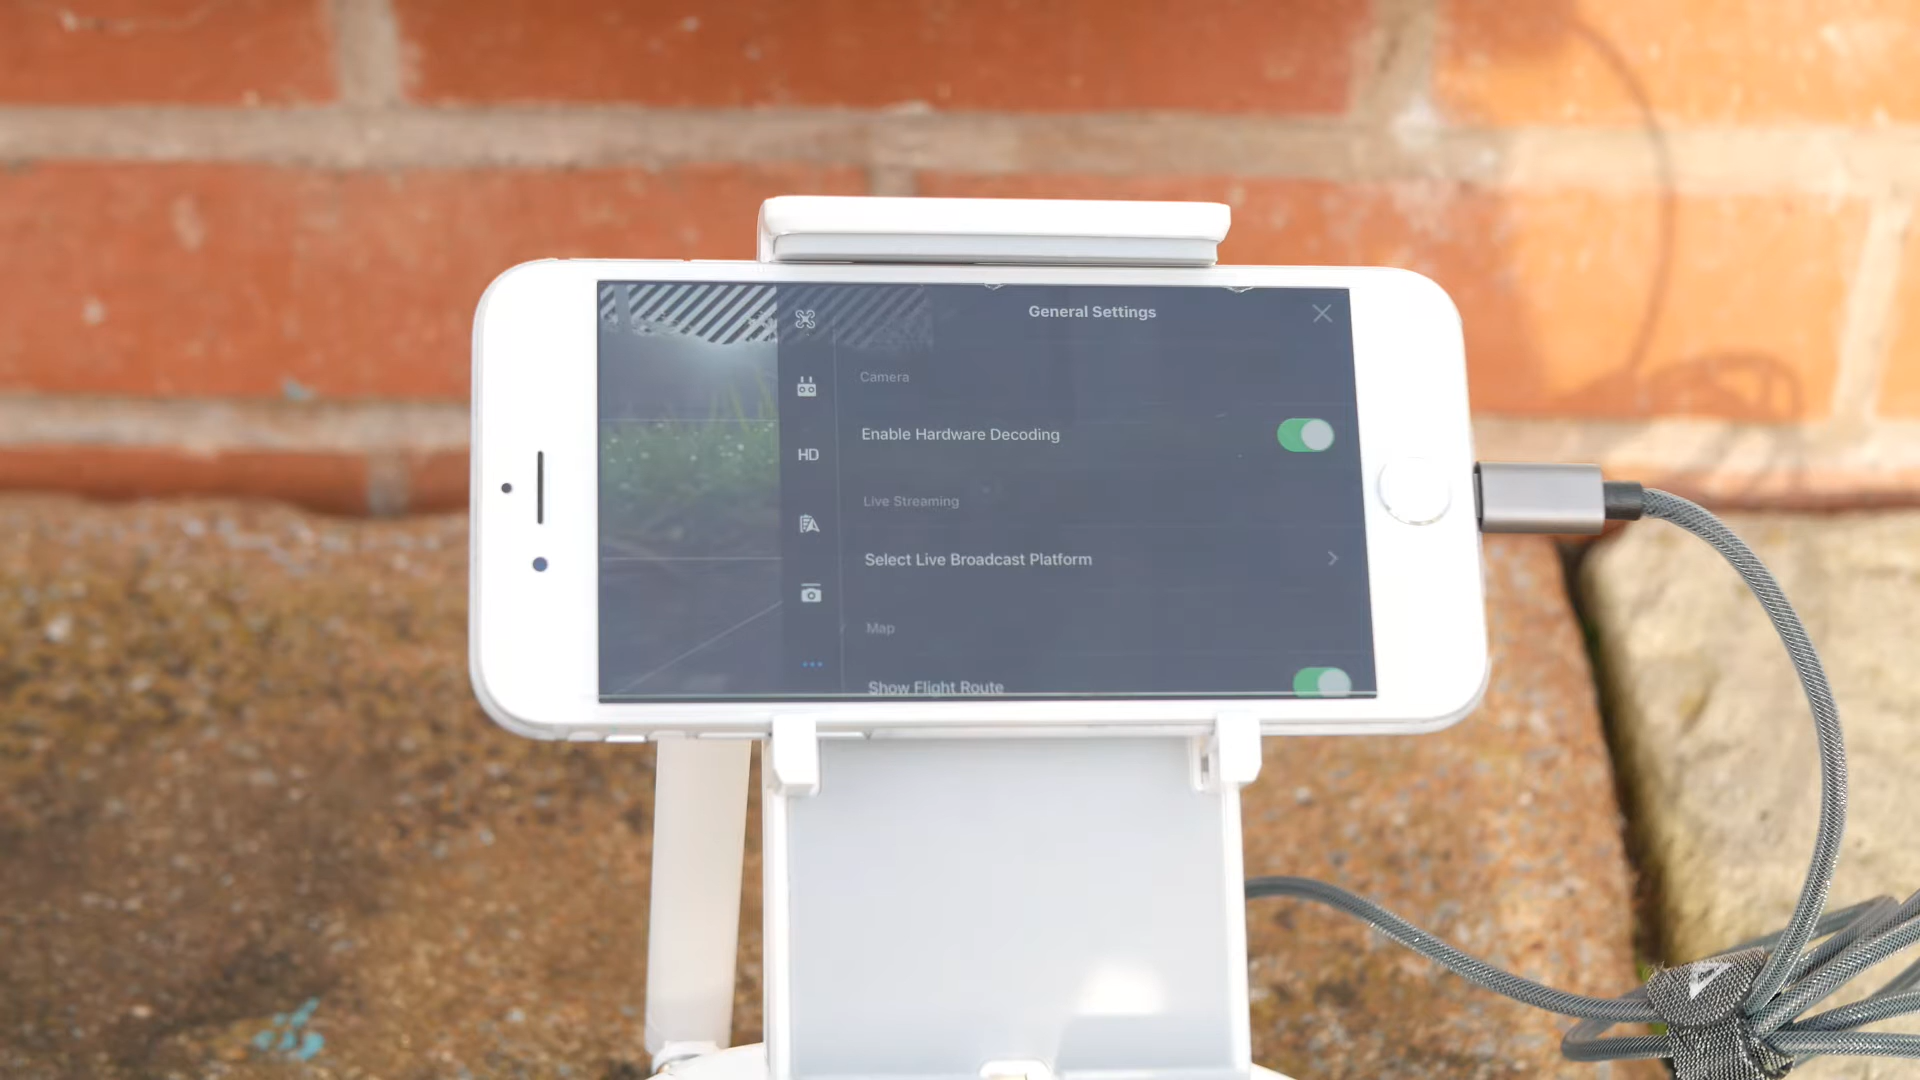 General Settings
Camera
Enable Hardware Decoding
HD
Live Streaming
Select Live Broadcast Platform
Map
Show Flight Route